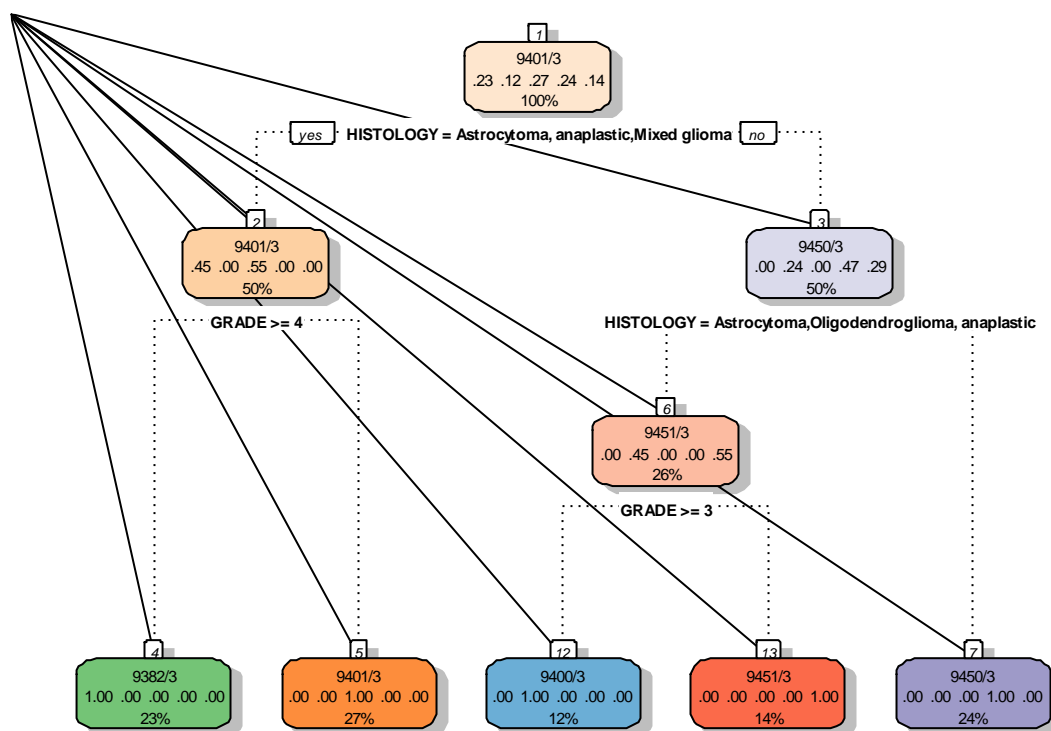 1
9401/3
.23 .12 .27 .24 .14
100%
yes HISTOLOGY = Astrocytoma, anaplastic,Mixed glioma no
2
9401/3
.45 .00 .55 .00 .00
50%
3
9450/3
.00 .24 .00 .47 .29
50%
GRADE >= 4
HISTOLOGY = Astrocytoma,Oligodendroglioma, anaplastic
6
9451/3
.00 .45 .00 .00 .55
26%
GRADE >= 3
4
9382/3
1.00 .00 .00 .00 .00
23%
5
9401/3
.00 .00 1.00 .00 .00
27%
12
9400/3
.00 1.00 .00 .00 .00
12%
13
9451/3
.00 .00 .00 .00 1.00
14%
7
9450/3
.00 .00 .00 1.00 .00
24%